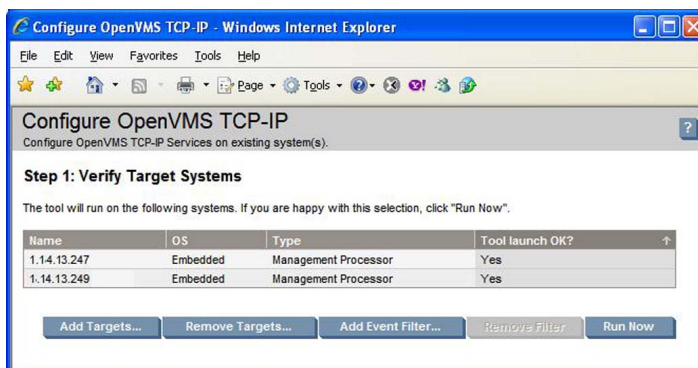 Configure OpenVMS TCP-IP - Windows Internet Explorer
File Edit View Favorites Tools Help
Page Tools
Configure OpenVMS TCP-IP
?
Configure OpenVMS TCP-IP Services on existing system(s).
Step 1: Verify Target Systems
The tool will run on the following systems. If you are happy with this selection, click "Run Now".
Name OS Type Tool launch OK? ↑
1.14.13.247 Embedded Management Processor Yes
1.14.13.249 Embedded Management Processor Yes
Add Targets... Remove Targets... Add Event Filter... Remove Filter Run Now